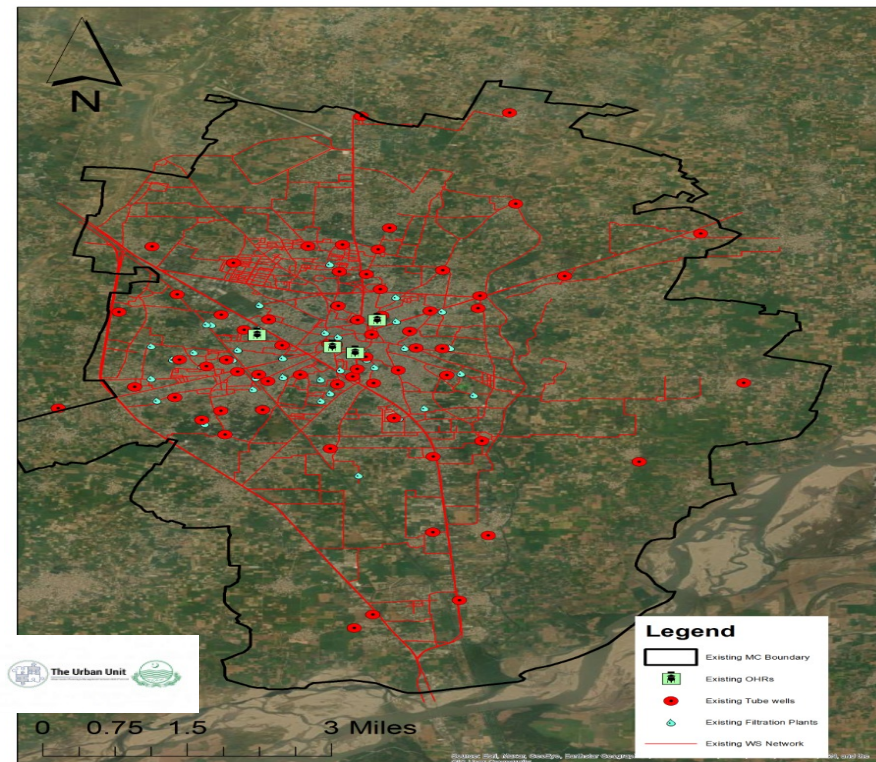 N
The Urban Unit
0 0.75 1.5 3 Miles
Legend
Existing MC Boundary
Existing OHRs
Existing Tube wells
Existing Filtration Plants
Existing WS Network